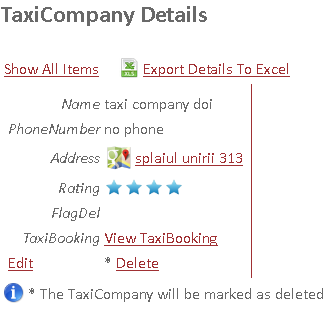 TaxiCompany Details
Show All Items Export Details To Excel
Name taxi company doi
PhoneNumber no phone
Address splaiul unirii 313
Rating
FlagDel
TaxiBooking View TaxiBooking
Edit * Delete
* The TaxiCompany will be marked as deleted